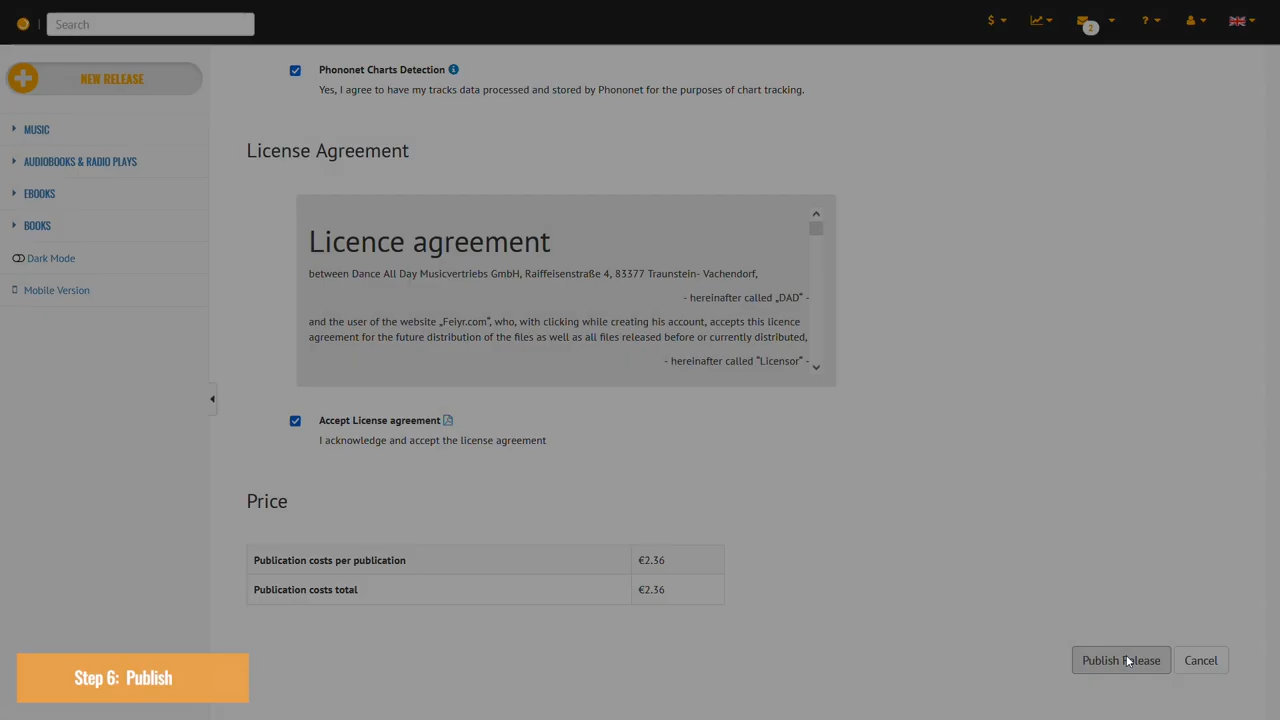 Search
$
2
?
NEW RELEASE
MUSIC
AUDIOBOOKS & RADIO PLAYS
EBOOKS
BOOKS
Dark Mode
Mobile Version
Phononet Charts Detection
Yes, I agree to have my tracks data processed and stored by Phononet for the purposes of chart tracking.
License Agreement
Licence agreement
between Dance All Day Musicvertriebs GmbH, Raiffeisenstraße 4, 83377 Traunstein- Vachendorf,
- hereinafter called „DAD“ -
and the user of the website „Feiyr.com“, who, with clicking while creating his account, accepts this licence
agreement for the future distribution of the files as well as all files released before or currently distributed,
- hereinafter called “Licensor“ -
Accept License agreement
I acknowledge and accept the license agreement
Price
Publication costs per publication €2.36
Publication costs total €2.36
Publish Release Cancel
Step 6: Publish